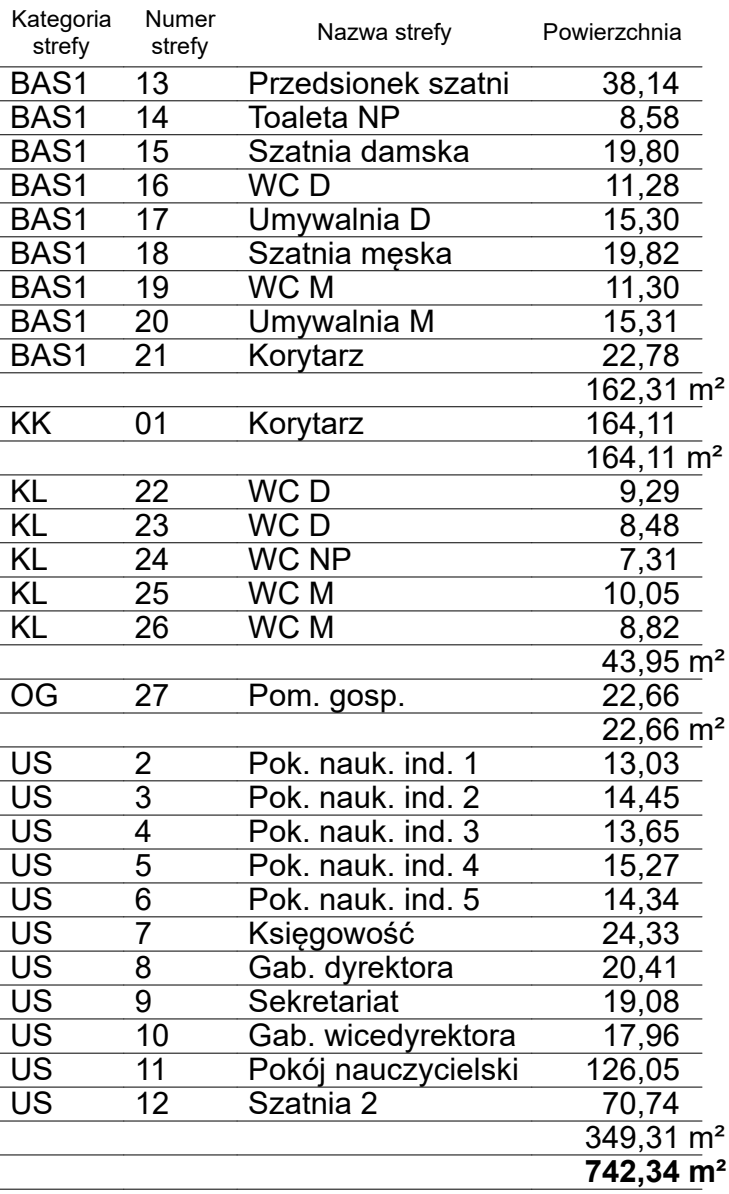 Kategoria strefy Numer strefy Nazwa strefy Powierzchnia
BAS1 13 Przedsionek szatni 38,14
BAS1 14 Toaleta NP 8,58
BAS1 15 Szatnia damska 19,80
BAS1 16 WC D 11,28
BAS1 17 Umywalnia D 15,30
BAS1 18 Szatnia męska 19,82
BAS1 19 WC M 11,30
BAS1 20 Umywalnia M 15,31
BAS1 21 Korytarz 22,78
162,31 m²
KK 01 Korytarz 164,11
164,11 m²
KL 22 WC D 9,29
KL 23 WC D 8,48
KL 24 WC NP 7,31
KL 25 WC M 10,05
KL 26 WC M 8,82
43,95 m²
OG 27 Pom. gosp. 22,66
22,66 m²
US 2 Pok. nauk. ind. 1 13,03
US 3 Pok. nauk. ind. 2 14,45
US 4 Pok. nauk. ind. 3 13,65
US 5 Pok. nauk. ind. 4 15,27
US 6 Pok. nauk. ind. 5 14,34
US 7 Księgowość 24,33
US 8 Gab. dyrektora 20,41
US 9 Sekretariat 19,08
US 10 Gab. wicedyrektora 17,96
US 11 Pokój nauczycielski 126,05
US 12 Szatnia 2 70,74
349,31 m²
742,34 m²